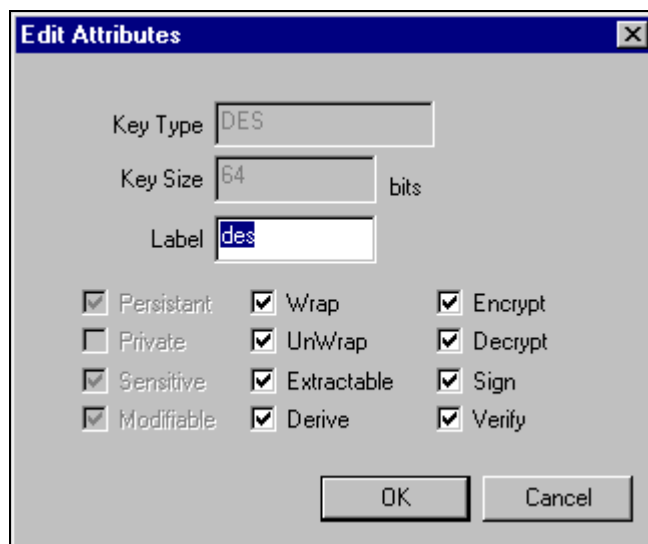 Edit Attributes
Key Type DES
Key Size 64 bits
Label des
Persistant Wrap Encrypt
Private UnWrap Decrypt
Sensitive Extractable Sign
Modifiable Derive Verify
OK Cancel